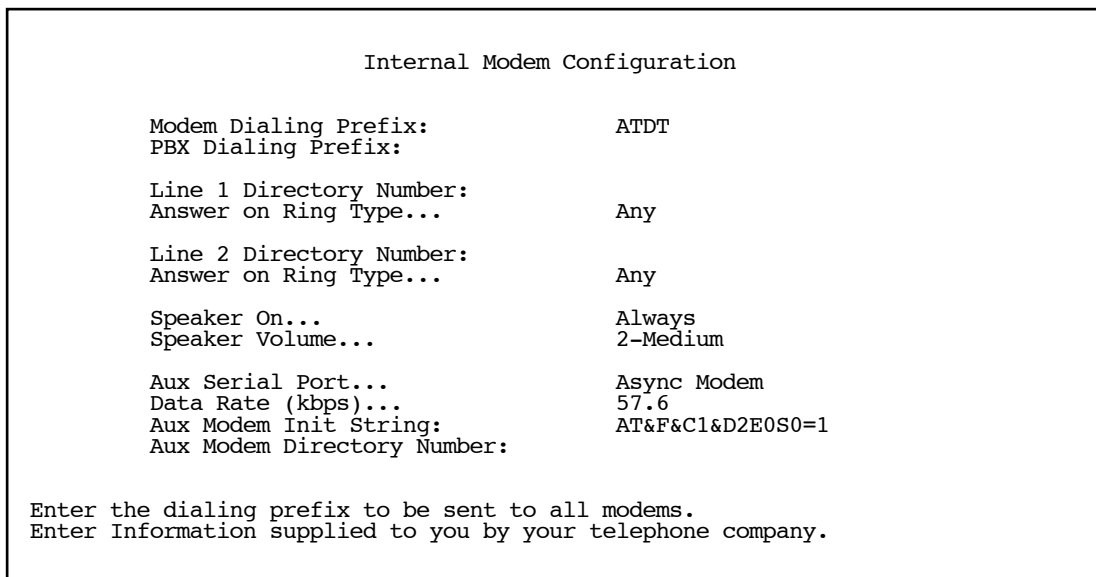 Internal Modem Configuration
Modem Dialing Prefix: ATDT
PBX Dialing Prefix:
Line 1 Directory Number:
Answer on Ring Type... Any
Line 2 Directory Number:
Answer on Ring Type... Any
Speaker On... Always
Speaker Volume... 2-Medium
Aux Serial Port... Async Modem
Data Rate (kbps)... 57.6
Aux Modem Init String: AT&F&C1&D2E0S0=1
Aux Modem Directory Number:
Enter the dialing prefix to be sent to all modems.
Enter Information supplied to you by your telephone company.